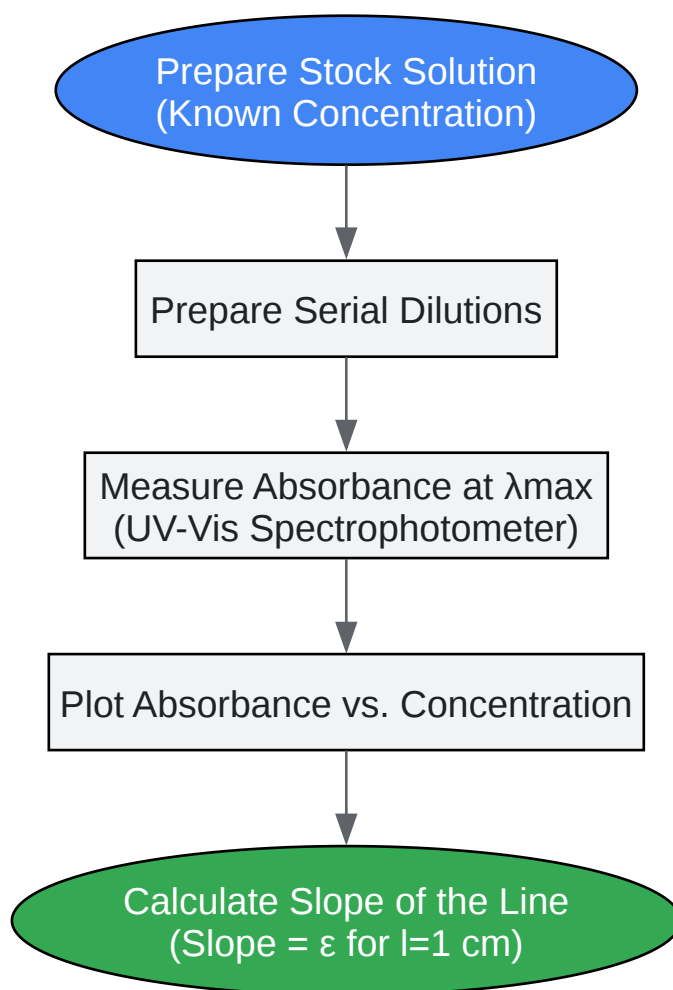 Prepare Stock Solution
(Known Concentration)
Prepare Serial Dilutions
Measure Absorbance at λmax
(UV-Vis Spectrophotometer)
Plot Absorbance vs. Concentration
Calculate Slope of the Line
(Slope = ε for l=1 cm)